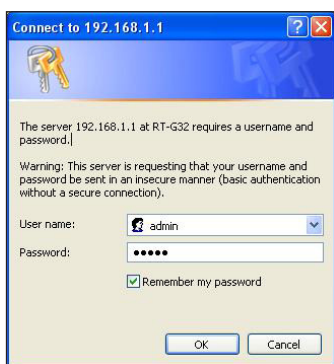 Connect to 192.168.1.1
The server 192.168.1.1 at RT-G32 requires a username and
password.
Warning: This server is requesting that your username and
password be sent in an insecure manner (basic authentication
without a secure connection).
User name:
admin
Password:
•••••
Remember my password
OK
Cancel